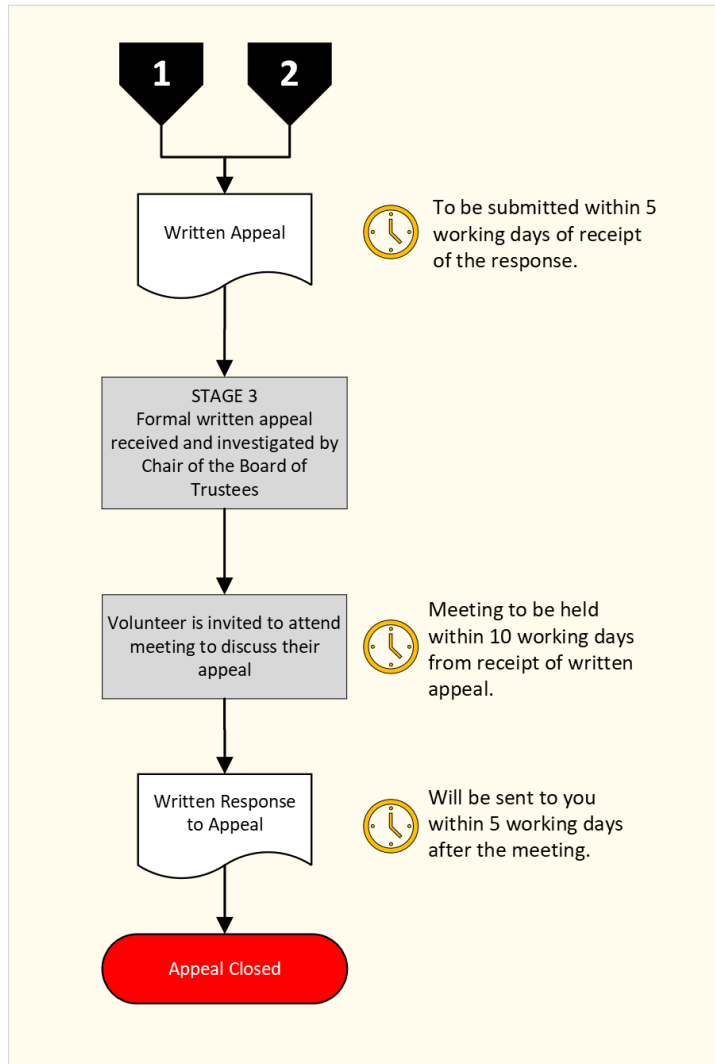 1
2
Written Appeal
To be submitted within 5
working days of receipt
of the response.
STAGE 3
Formal written appeal
received and investigated by
Chair of the Board of
Trustees
Volunteer is invited to attend
meeting to discuss their
appeal
Meeting to be held
within 10 working days
from receipt of written
appeal.
Written Response
to Appeal
Will be sent to you
within 5 working days
after the meeting.
Appeal Closed